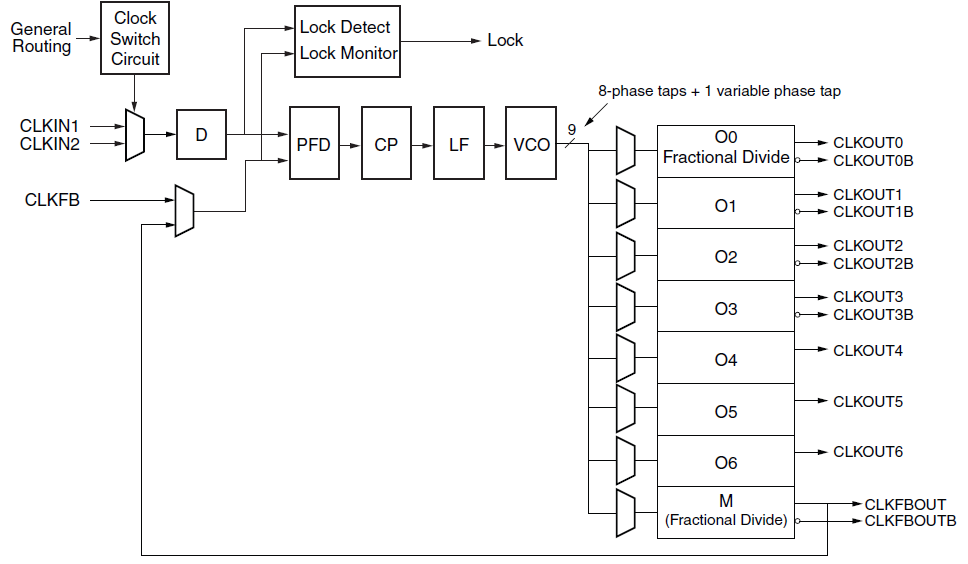 General
Routing
Clock
Switch
Circuit
Lock Detect
Lock Monitor
Lock
CLKIN1
CLKIN2
D
PFD
CP
LF
VCO
9
8-phase taps + 1 variable phase tap
CLKFB
O0
Fractional Divide
CLKOUT0
CLKOUT0B
O1
CLKOUT1
CLKOUT1B
O2
CLKOUT2
CLKOUT2B
O3
CLKOUT3
CLKOUT3B
O4
CLKOUT4
O5
CLKOUT5
O6
CLKOUT6
M
(Fractional Divide)
CLKFBOUT
CLKFBOUTB